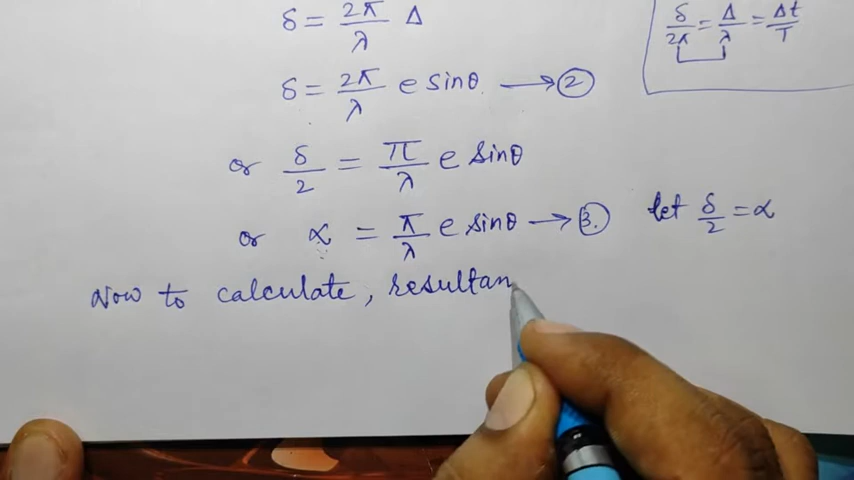 δ = 2π/λ Δ
δ/2π = Δ/λ = Δt/T
δ = 2π/λ e sinθ. → ②
or δ/2 = π/λ e sinθ
or α = π/λ e sinθ → ③. let δ/2 = α
Now to calculate, resultan